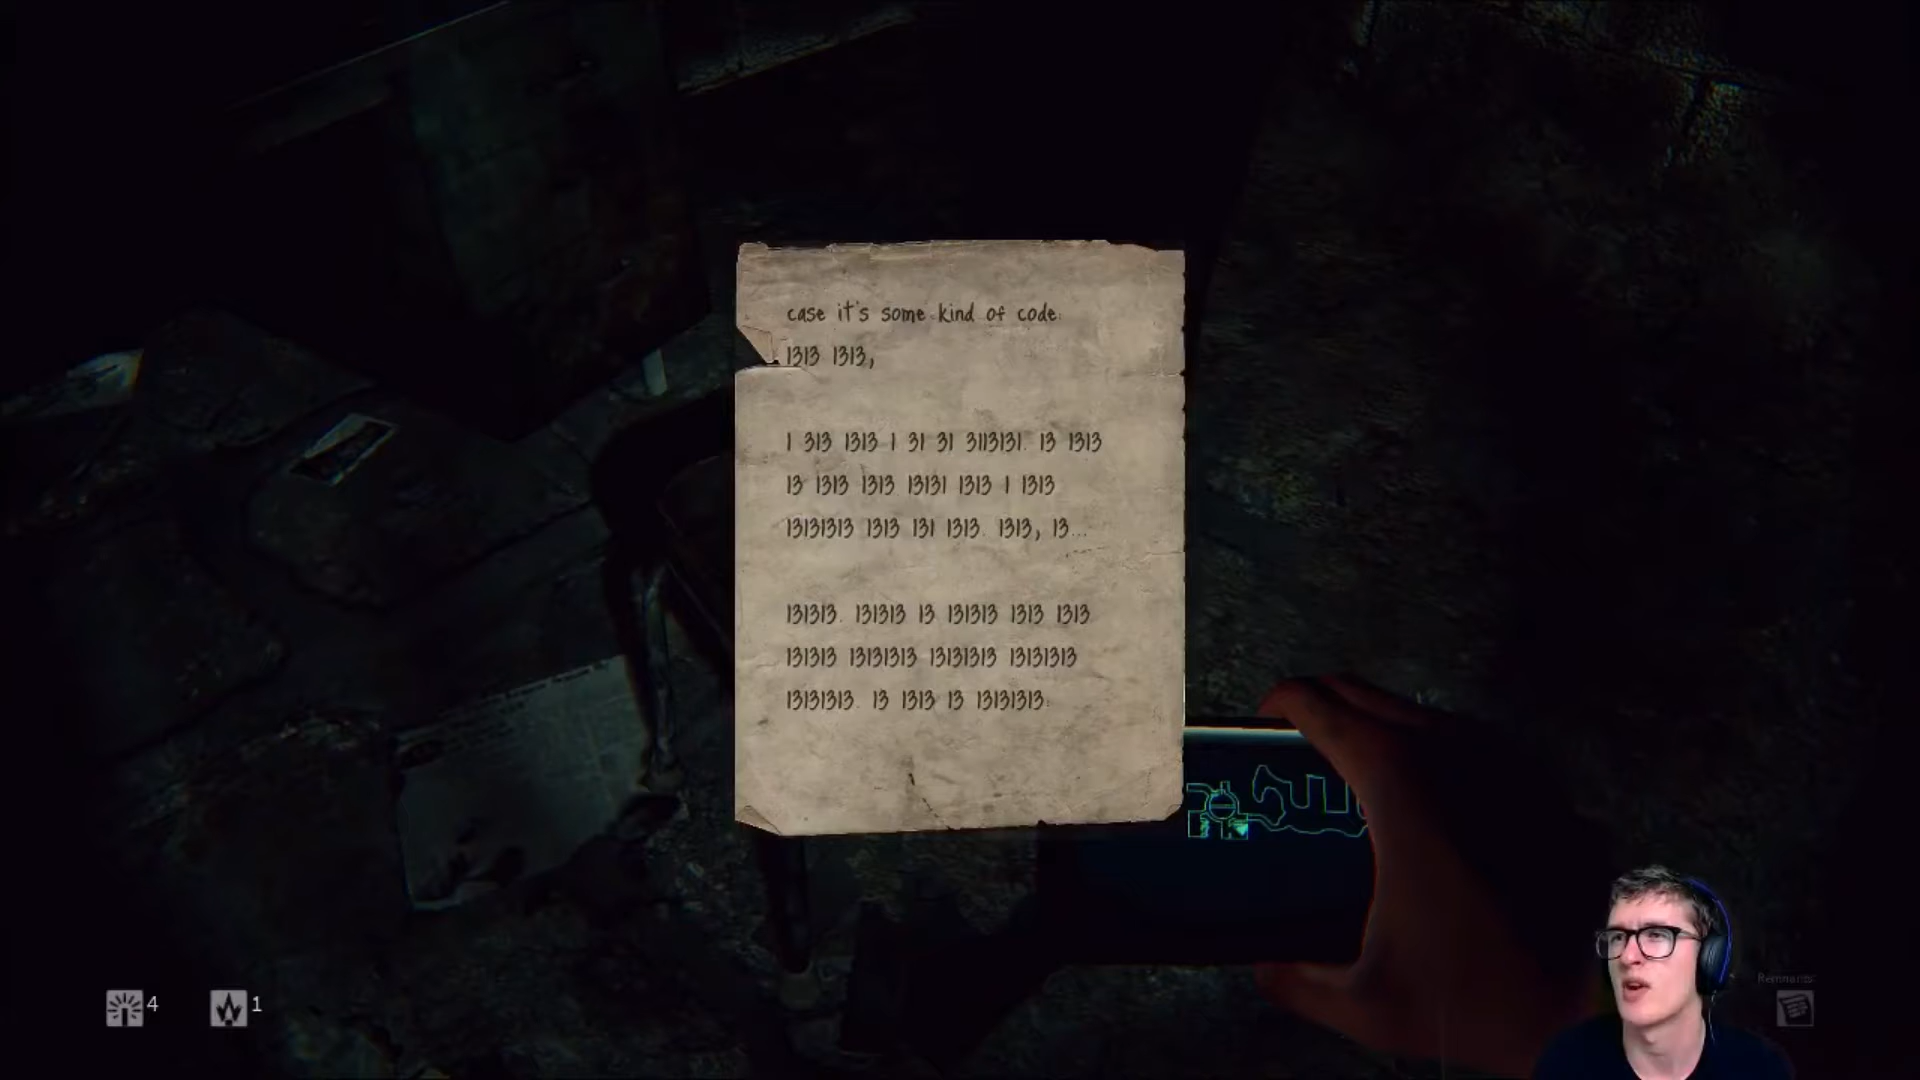 case it's some kind of code:
1313 1313,
1 313 1313 1 31 31 3113131. 13 1313
13 1313 1313 13131 1313 1 1313
13131313 1313 131 1313. 1313, 13...
131313. 131313 13 131313 1313 1313
131313 13131313 13131313 13131313
13131313. 13 1313 13 13131313.
4
1
Remnants